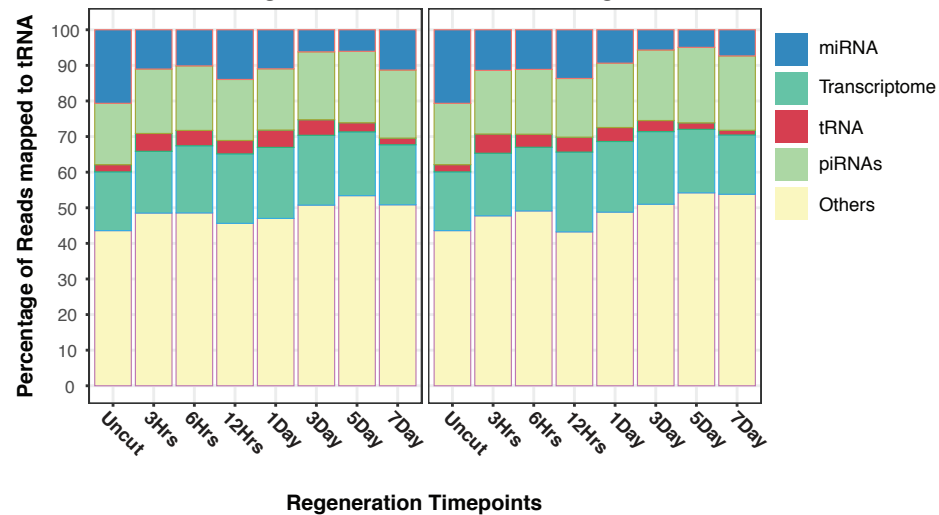 Percentage of Reads mapped to tRNA
100
90
80
70
60
50
40
30
20
10
0
Uncut
3Hrs
6Hrs
12Hrs
1Day
3Day
5Day
7Day
Uncut
3Hrs
6Hrs
12Hrs
1Day
3Day
5Day
7Day
Regeneration Timepoints
miRNA
Transcriptome
tRNA
piRNAs
Others